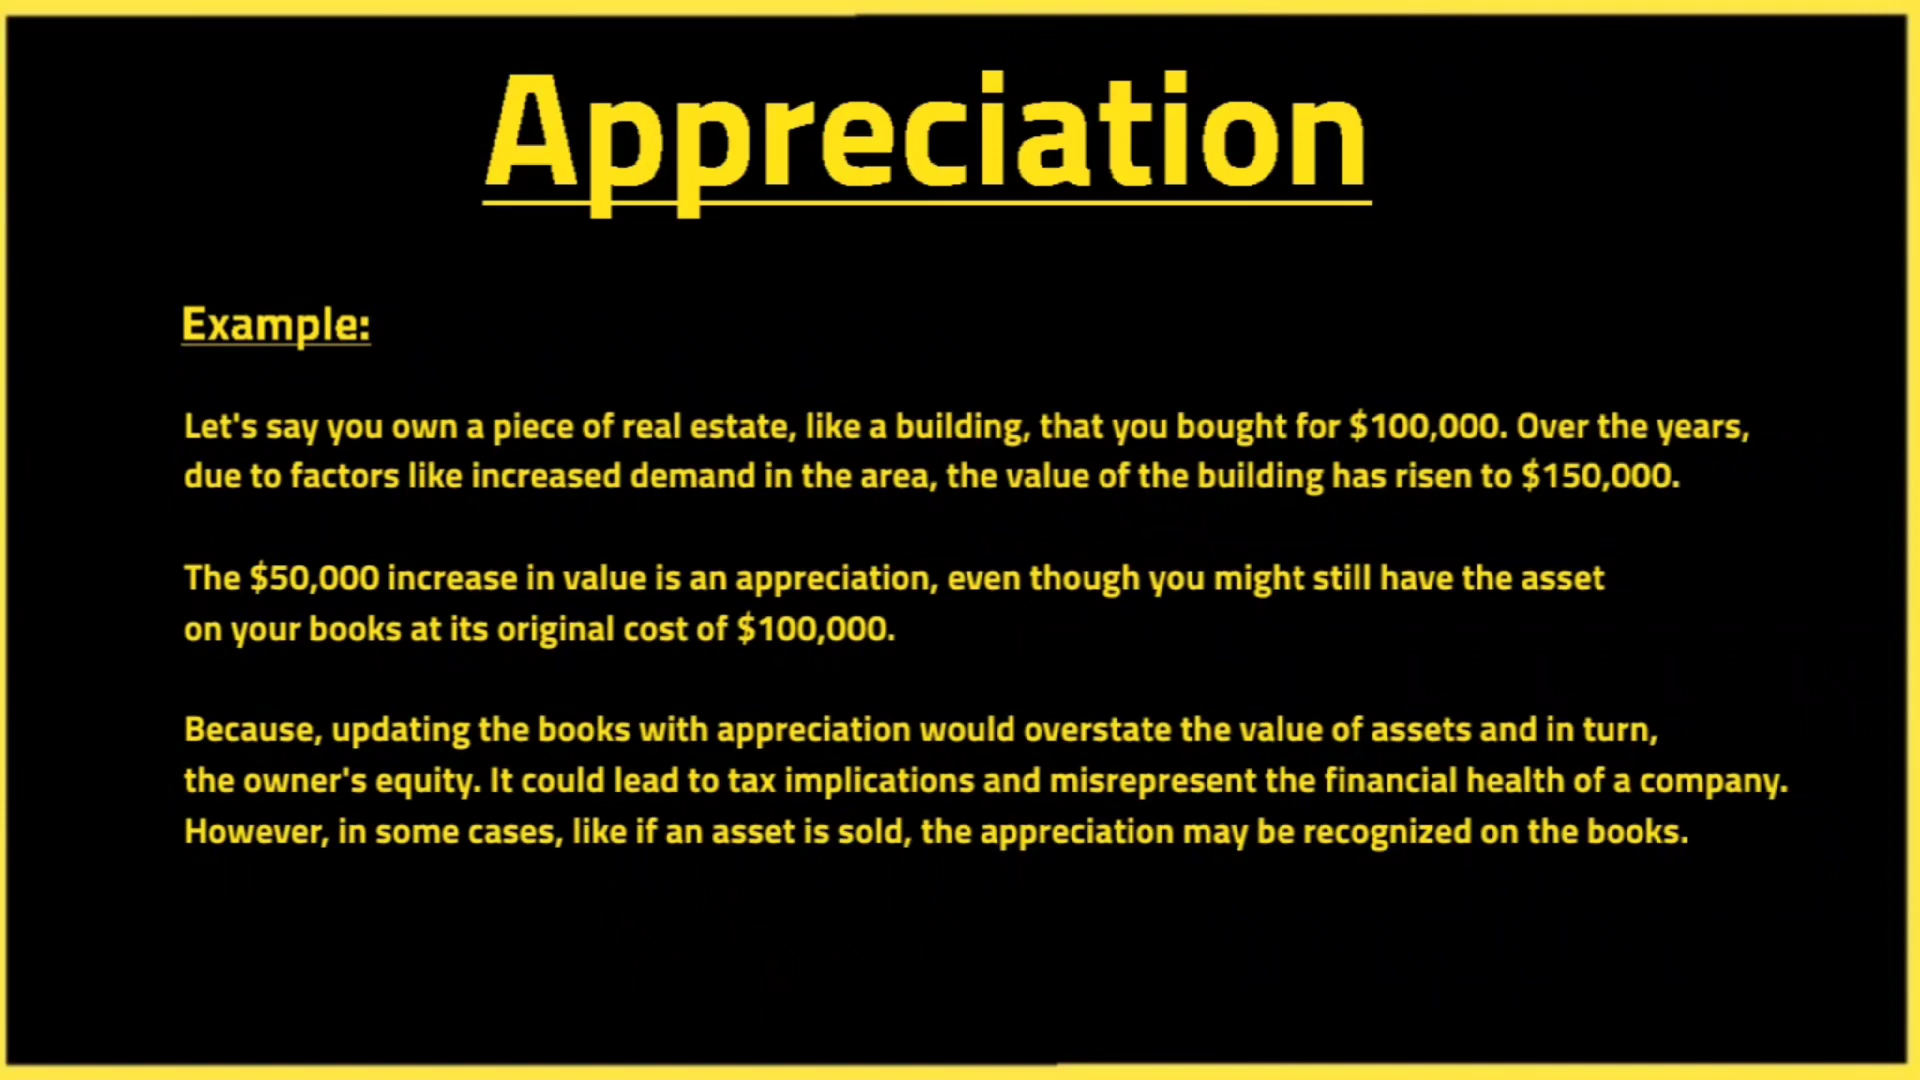 Appreciation
Example:
Let's say you own a piece of real estate, like a building, that you bought for $100,000. Over the years,
due to factors like increased demand in the area, the value of the building has risen to $150,000.
The $50,000 increase in value is an appreciation, even though you might still have the asset
on your books at its original cost of $100,000.
Because, updating the books with appreciation would overstate the value of assets and in turn,
the owner's equity. It could lead to tax implications and misrepresent the financial health of a company.
However, in some cases, like if an asset is sold, the appreciation may be recognized on the books.